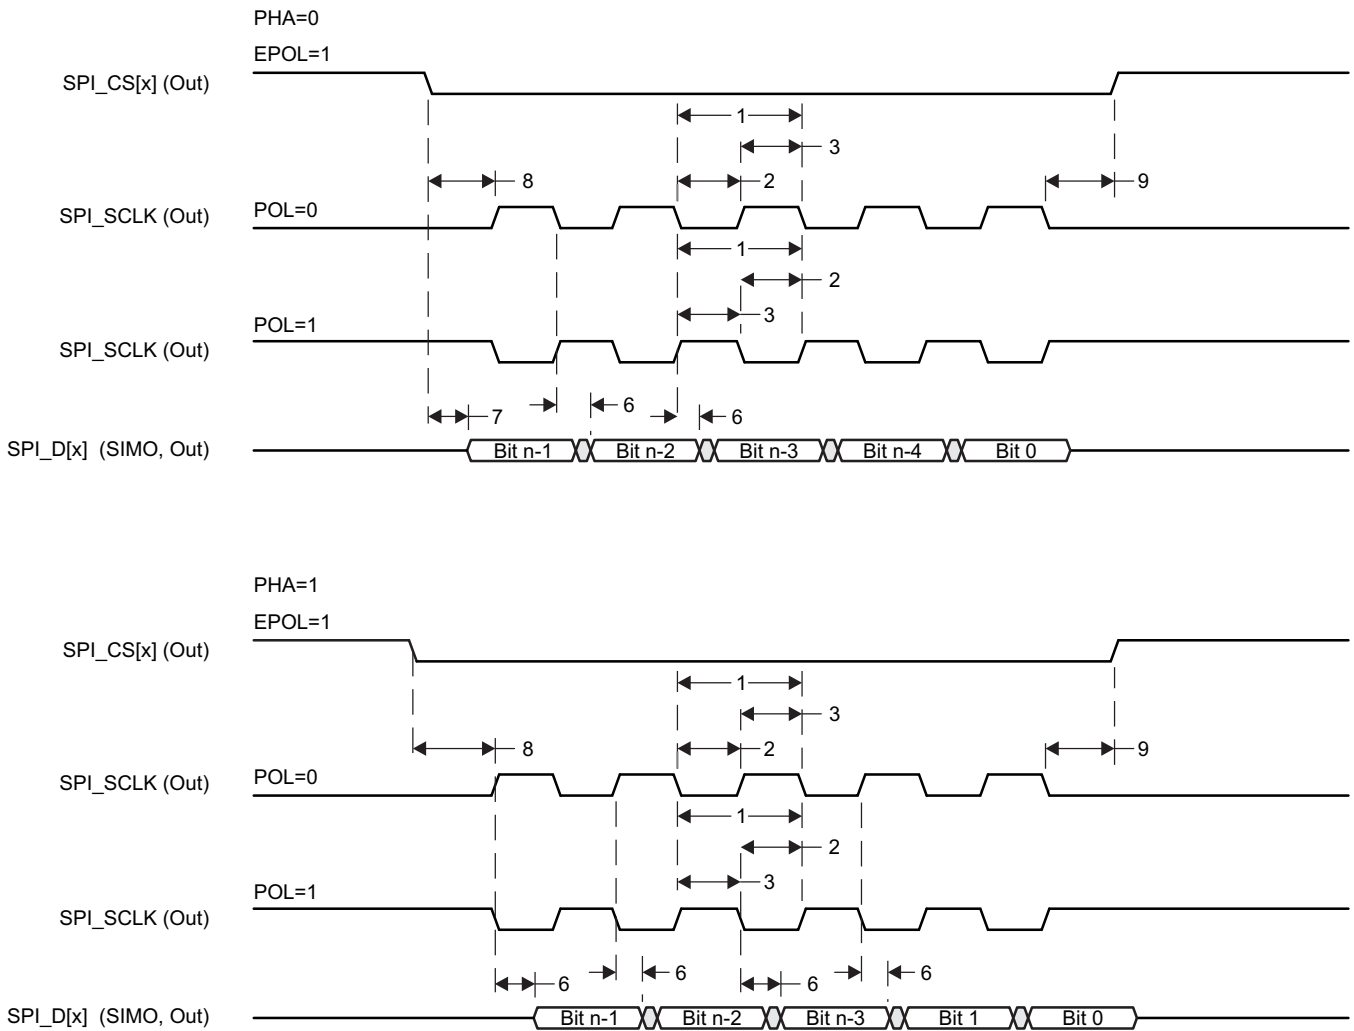 PHA=0
EPOL=1
SPI_CS[x] (Out)
1
3
8
2
9
SPI_SCLK (Out)
POL=0
1
2
3
POL=1
SPI_SCLK (Out)
7
6
6
SPI_D[x] (SIMO, Out)
Bit n-1
Bit n-2
Bit n-3
Bit n-4
Bit 0
PHA=1
EPOL=1
SPI_CS[x] (Out)
1
3
8
2
9
SPI_SCLK (Out)
POL=0
1
2
3
POL=1
SPI_SCLK (Out)
6
6
6
6
SPI_D[x] (SIMO, Out)
Bit n-1
Bit n-2
Bit n-3
Bit 1
Bit 0